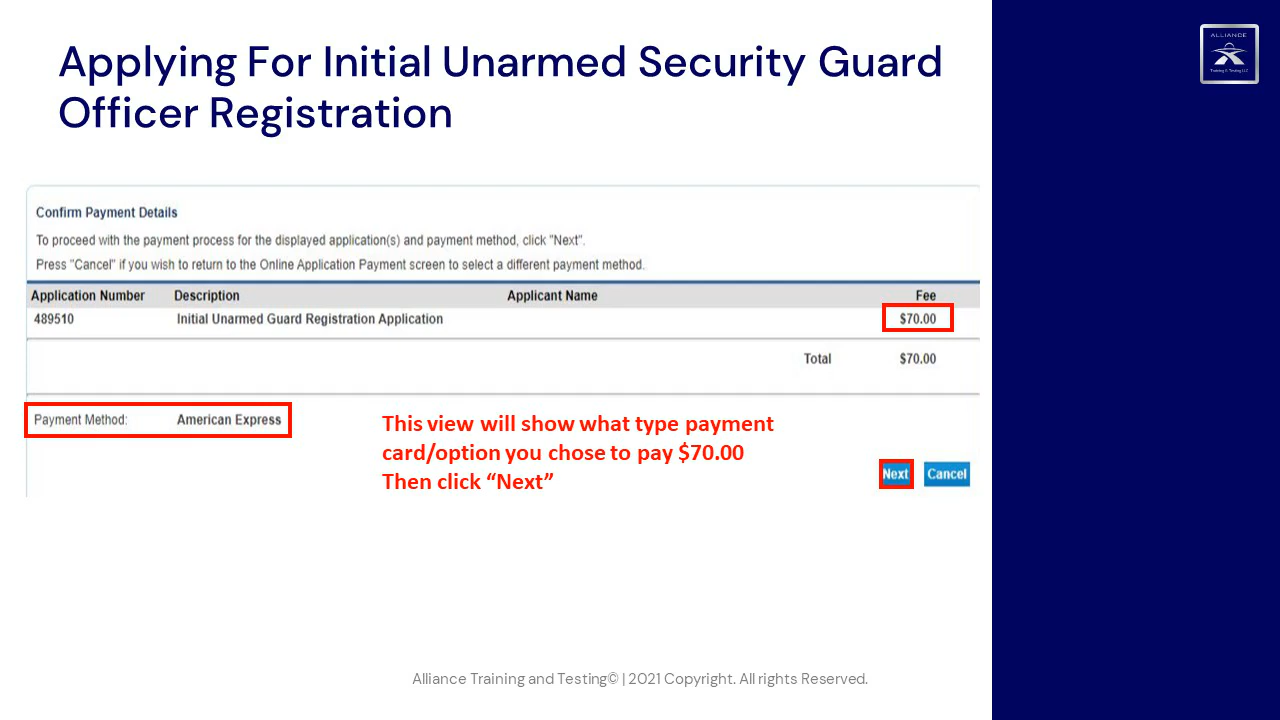 Applying For Initial Unarmed Security Guard
Officer Registration
ALLIANCE
Training & Testing LLC
Confirm Payment Details
To proceed with the payment process for the displayed application(s) and payment method, click "Next".
Press "Cancel" if you wish to return to the Online Application Payment screen to select a different payment method.
Application Number Description Applicant Name Fee
489510 Initial Unarmed Guard Registration Application $70.00
Total $70.00
Payment Method: American Express
This view will show what type payment
card/option you chose to pay $70.00
Then click “Next”
Next Cancel
Alliance Training and Testing© | 2021 Copyright. All rights Reserved.